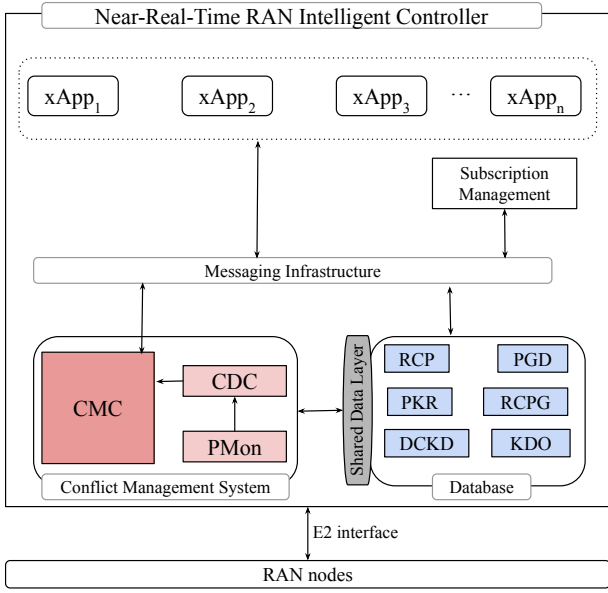 Near-Real-Time RAN Intelligent Controller
xApp₁ xApp₂ xApp₃ ... xAppₙ
Subscription
Management
Messaging Infrastructure
CMC
CDC
PMon
Conflict Management System
Shared Data Layer
RCP PGD
PKR RCPG
DCKD KDO
Database
E2 interface
RAN nodes